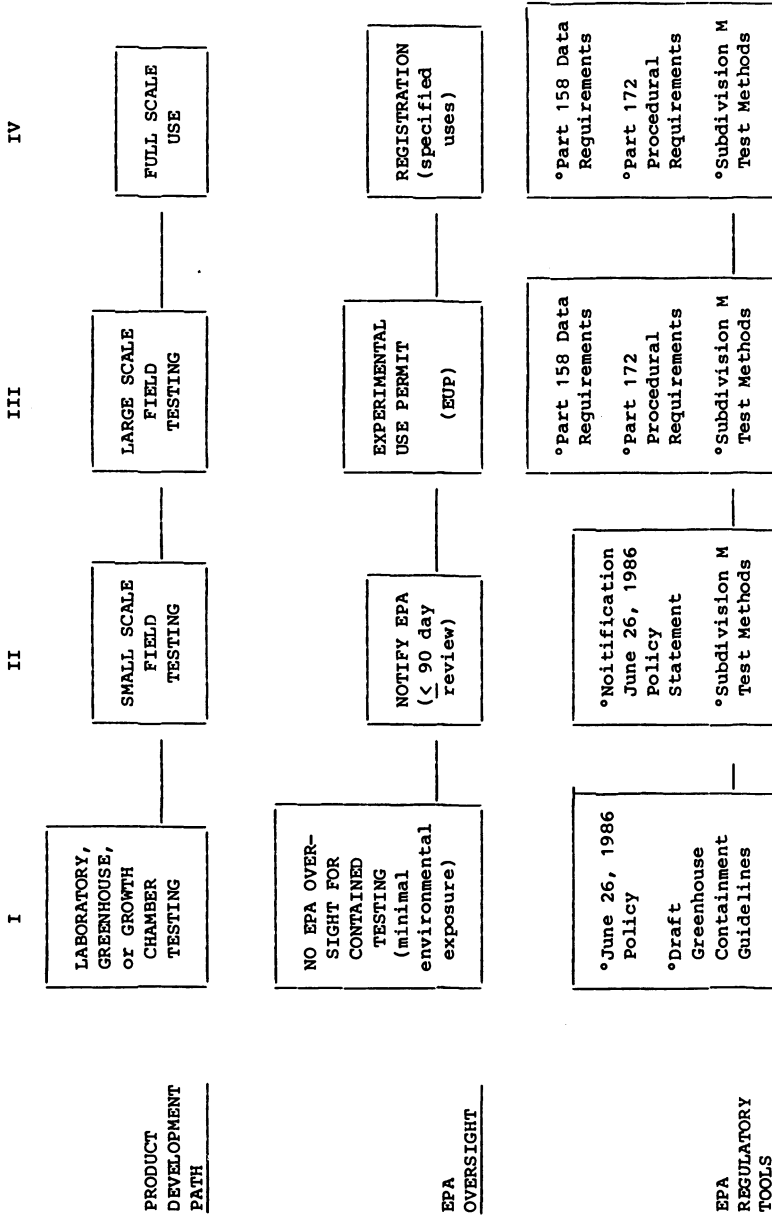 I
II
III
IV
PRODUCT
DEVELOPMENT
PATH
LABORATORY,
GREENHOUSE,
or GROWTH
CHAMBER
TESTING
SMALL SCALE
FIELD
TESTING
LARGE SCALE
FIELD
TESTING
FULL SCALE
USE
EPA
OVERSIGHT
NO EPA OVER-
SIGHT FOR
CONTAINED
TESTING
(minimal
environmental
exposure)
NOTIFY EPA
(≤ 90 day
review)
EXPERIMENTAL
USE PERMIT
(EUP)
REGISTRATION
(specified
uses)
EPA
REGULATORY
TOOLS
°June 26, 1986
Policy
°Draft
Greenhouse
Containment
Guidelines
°Noitification
June 26, 1986
Policy
Statement
°Subdivision M
Test Methods
°Part 158 Data
Requirements
°Part 172
Procedural
Requirements
°Subdivision M
Test Methods
°Part 158 Data
Requirements
°Part 172
Procedural
Requirements
°Subdivision M
Test Methods